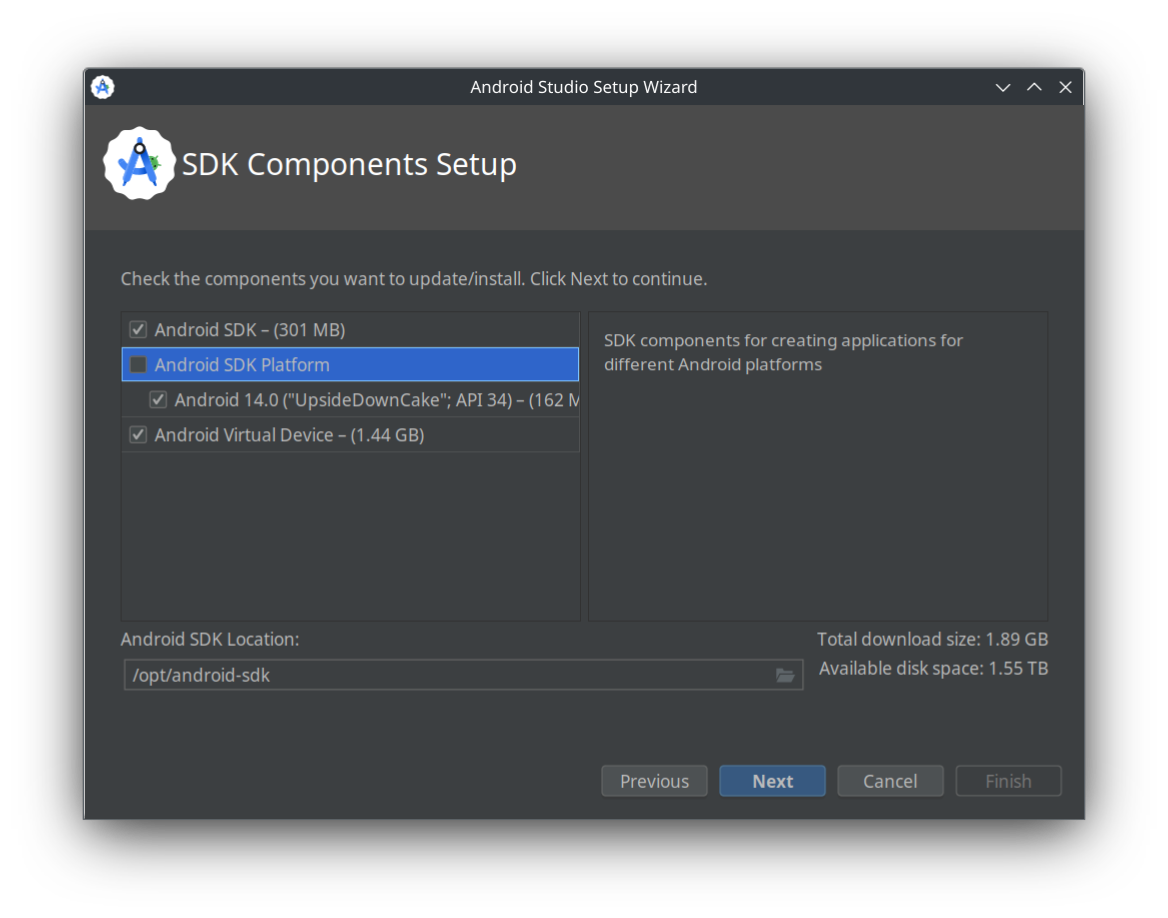 Android Studio Setup Wizard
SDK Components Setup
Check the components you want to update/install. Click Next to continue.
Android SDK – (301 MB)
Android SDK Platform
Android 14.0 ("UpsideDownCake"; API 34) – (162 M
Android Virtual Device – (1.44 GB)
SDK components for creating applications for
different Android platforms
Android SDK Location:
/opt/android-sdk
Total download size: 1.89 GB
Available disk space: 1.55 TB
Previous
Next
Cancel
Finish